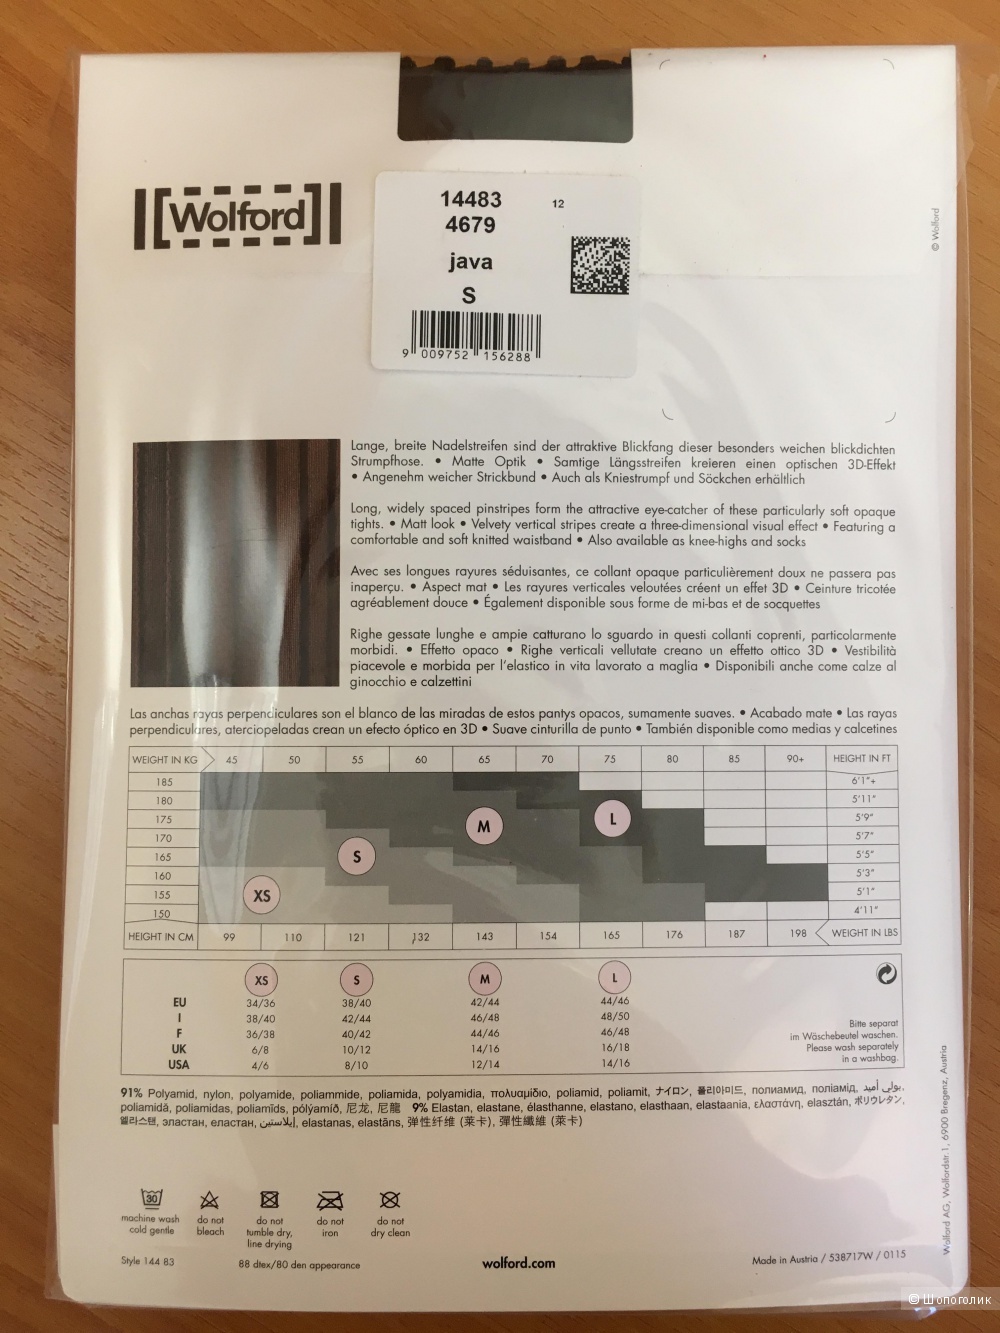 Wolford
14483
12
4679
java
S
9 009752 156288
© Wolford
Lange, breite Nadelstreifen sind der attraktive Blickfang dieser besonders weichen blickdichten
Strumpfhose. • Matte Optik • Samtige Längsstreifen kreieren einen optischen 3D-Effekt
• Angenehm weicher Strickbund • Auch als Kniestrumpf und Söckchen erhältlich
Long, widely spaced pinstripes form the attractive eye-catcher of these particularly soft opaque
tights. • Matt look • Velvety vertical stripes create a three-dimensional visual effect • Featuring a
comfortable and soft knitted waistband • Also available as knee-highs and socks
Avec ses longues rayures séduisantes, ce collant opaque particulièrement doux ne passera pas
inaperçu. • Aspect mat • Les rayures verticales veloutées créent un effet 3D • Ceinture tricotée
agréablement douce • Également disponible sous forme de mi-bas et de socquettes
Righe gessate lunghe e ampie catturano lo sguardo in questi collanti coprenti, particolarmente
morbidi. • Effetto opaco • Righe verticali vellutate creano un effetto ottico 3D • Vestibilità
piacevole e morbida per l'elastico in vita lavorato a maglia • Disponibili anche come calze al
ginocchio e calzettini
Las anchas rayas perpendiculares son el blanco de las miradas de estos pantys opacos, sumamente suaves. • Acabado mate • Las rayas
perpendiculares, aterciopeladas crean un efecto óptico en 3D • Suave cinturilla de punto • También disponible como medias y calcetines
WEIGHT IN KG 45 50 55 60 65 70 75 80 85 90+ HEIGHT IN FT
185 6'1"+
180 5'11"
175 M L 5'9"
170 5'7"
165 S 5'5"
160 5'3"
155 XS 5'1"
150 4'11"
HEIGHT IN CM 99 110 121 132 143 154 165 176 187 198 WEIGHT IN LBS
XS S M L
EU 34/36 38/40 42/44 44/46
I 38/40 42/44 46/48 48/50
F 36/38 40/42 44/46 46/48
UK 6/8 10/12 14/16 16/18
USA 4/6 8/10 12/14 14/16
Bitte separat
im Wäschebeutel waschen.
Please wash separately
in a washbag.
91% Polyamid, nylon, polyamide, poliammide, poliamida, polyamidia, πολυαμίδιο, poliamid, poliamit, ナイロン, 폴리아미드, полиамид, поліамід, بولي أميد,
poliamidă, poliamidas, poliamīds, pólýamíð, 尼龙, 尼龍 9% Elastan, elastane, élasthanne, elastano, elasthaan, elastaania, ελαστάνη, elasztán, ポリウレタン,
엘라스텐, эластан, еластан, إيلاستين, elastanas, elastāns, 弹性纤维 (莱卡), 彈性纖維 (萊卡)
30
machine wash
cold gentle
do not
bleach
do not
tumble dry,
line drying
do not
iron
do not
dry clean
Style 144 83
88 dtex/80 den appearance
wolford.com
Made in Austria / 538717W / 0115
Wolford AG, Wolfordstr.1, 6900 Bregenz, Austria
© Шопоголик